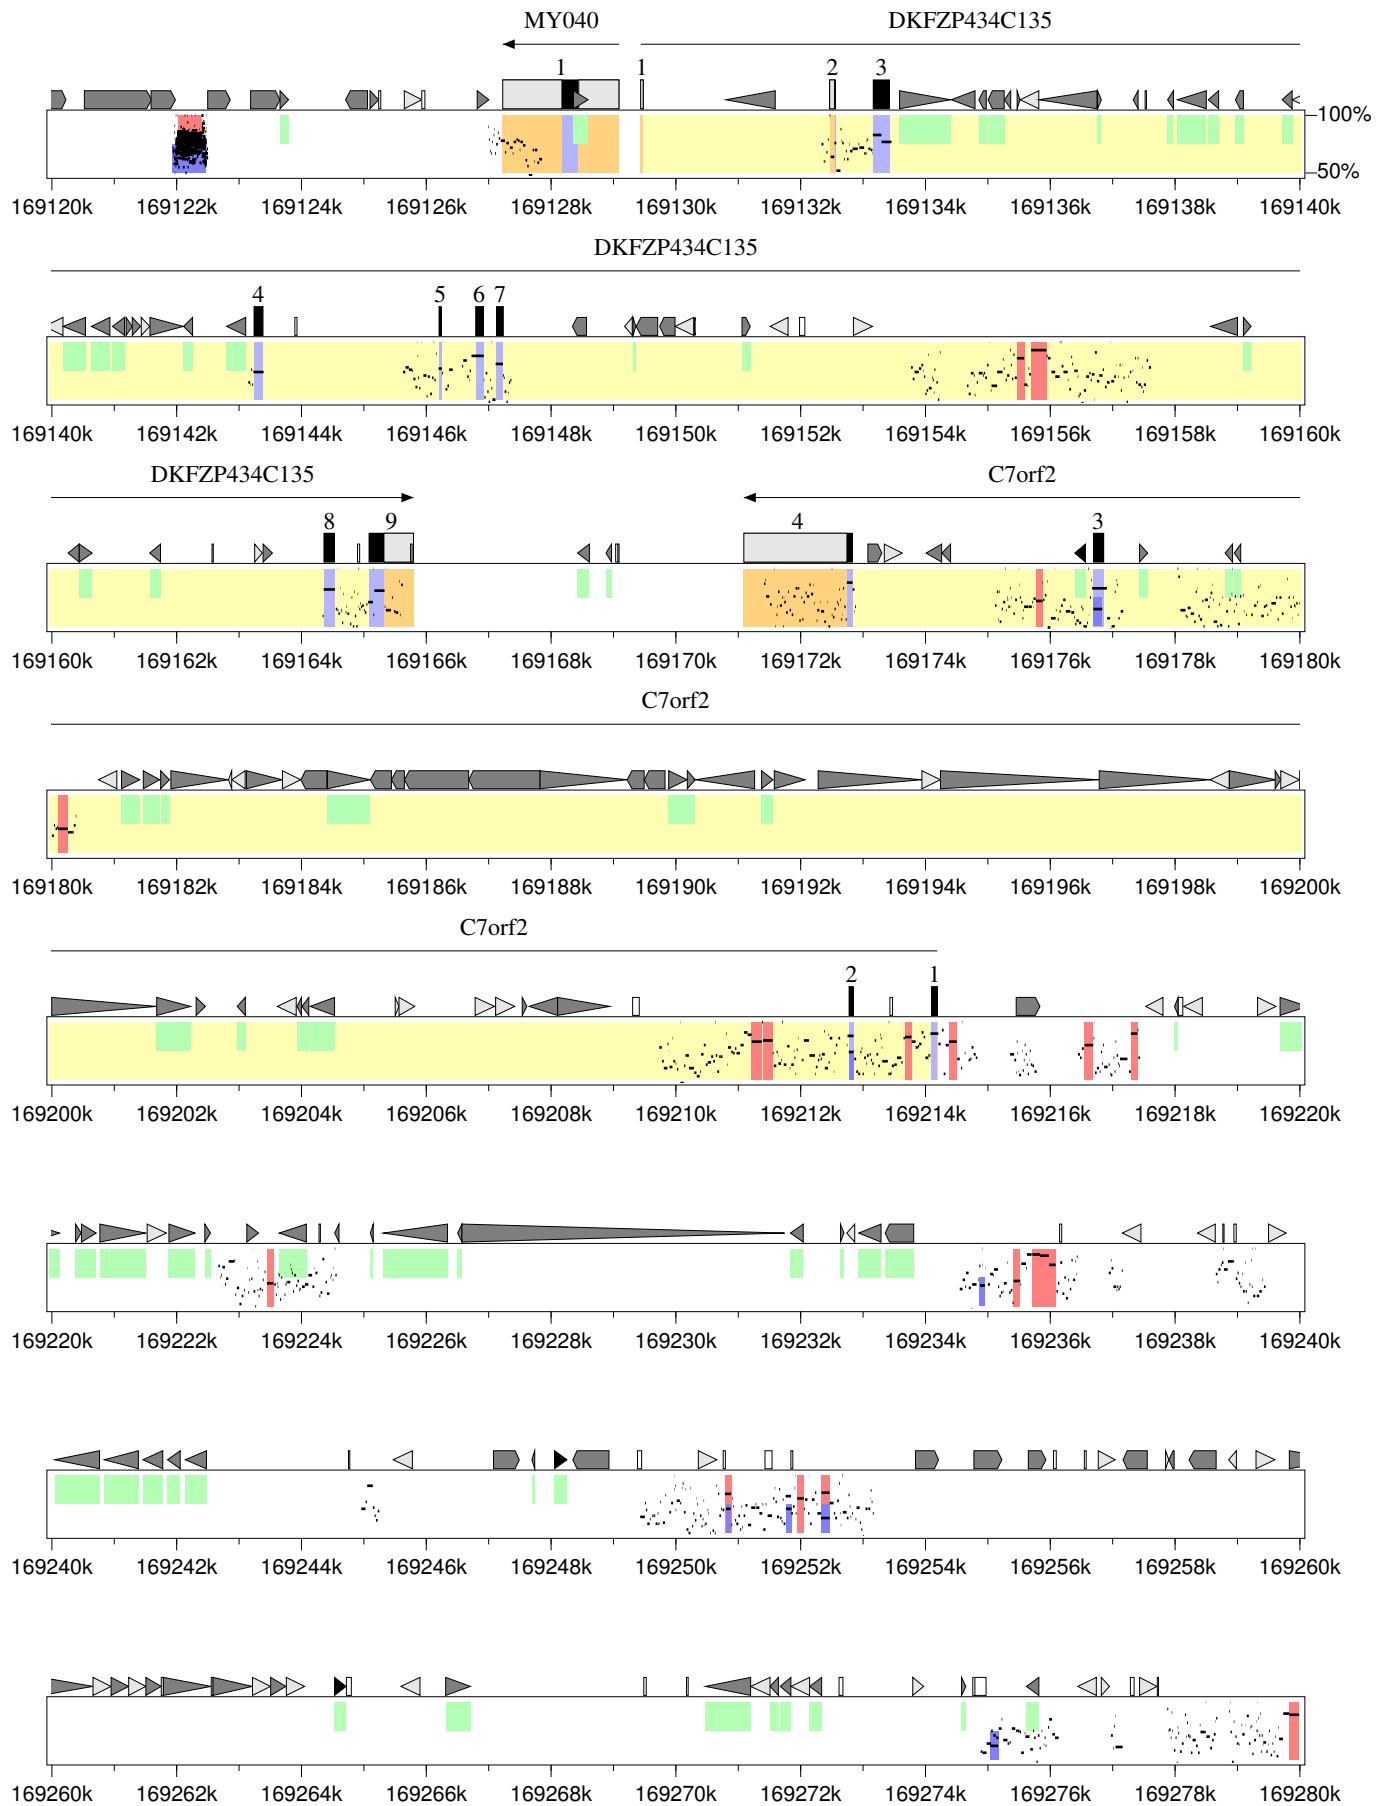 MY040 DKFZP434C135
1 1 2 3
100%
50%
169120k 169122k 169124k 169126k 169128k 169130k 169132k 169134k 169136k 169138k 169140k
DKFZP434C135
4 5 6 7
169140k 169142k 169144k 169146k 169148k 169150k 169152k 169154k 169156k 169158k 169160k
DKFZP434C135 C7orf2
8 9 4 3
169160k 169162k 169164k 169166k 169168k 169170k 169172k 169174k 169176k 169178k 169180k
C7orf2
169180k 169182k 169184k 169186k 169188k 169190k 169192k 169194k 169196k 169198k 169200k
C7orf2
2 1
169200k 169202k 169204k 169206k 169208k 169210k 169212k 169214k 169216k 169218k 169220k
169220k 169222k 169224k 169226k 169228k 169230k 169232k 169234k 169236k 169238k 169240k
169240k 169242k 169244k 169246k 169248k 169250k 169252k 169254k 169256k 169258k 169260k
169260k 169262k 169264k 169266k 169268k 169270k 169272k 169274k 169276k 169278k 169280k